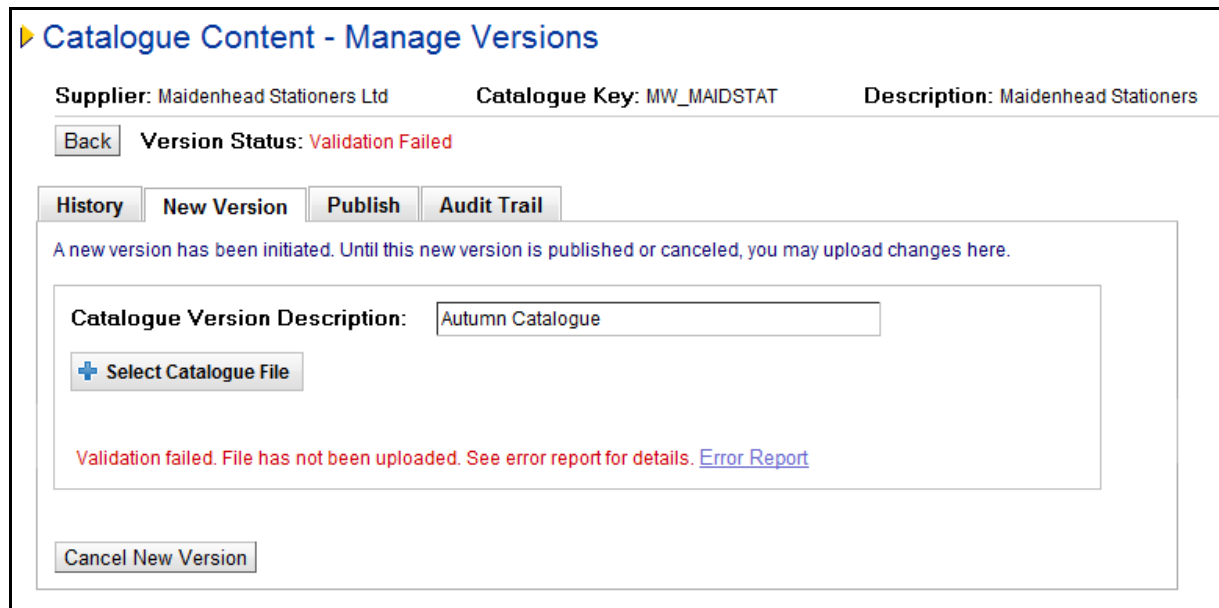 Catalogue Content - Manage Versions
Supplier: Maidenhead Stationers Ltd Catalogue Key: MW_MAIDSTAT Description: Maidenhead Stationers
Back Version Status: Validation Failed
History New Version Publish Audit Trail
A new version has been initiated. Until this new version is published or canceled, you may upload changes here.
Catalogue Version Description: Autumn Catalogue
Select Catalogue File
Validation failed. File has not been uploaded. See error report for details. Error Report
Cancel New Version